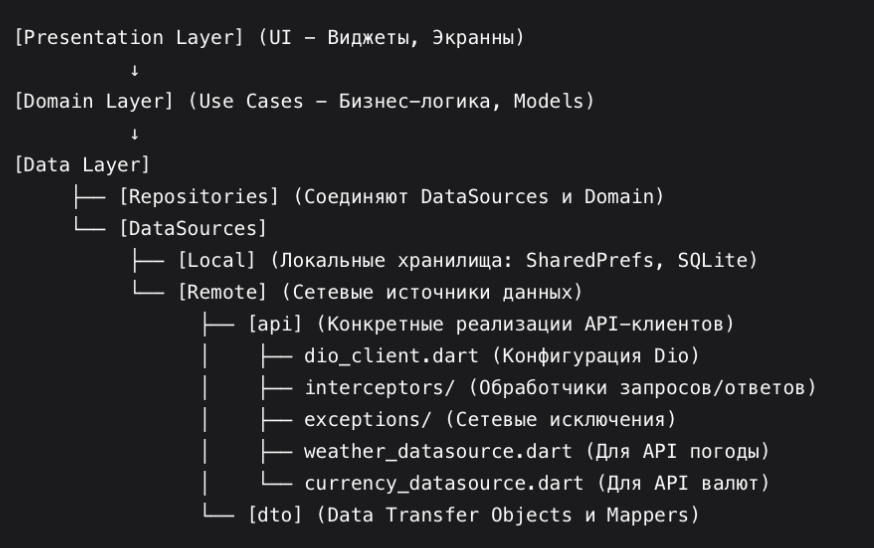 [Presentation Layer] (UI – Виджеты, Экранны)
↓
[Domain Layer] (Use Cases – Бизнес-логика, Models)
↓
[Data Layer]
├── [Repositories] (Соединяют DataSources и Domain)
└── [DataSources]
├── [Local] (Локальные хранилища: SharedPrefs, SQLite)
└── [Remote] (Сетевые источники данных)
├── [api] (Конкретные реализации API-клиентов)
│ ├── dio_client.dart (Конфигурация Dio)
│ ├── interceptors/ (Обработчики запросов/ответов)
│ ├── exceptions/ (Сетевые исключения)
│ ├── weather_datasource.dart (Для API погоды)
│ └── currency_datasource.dart (Для API валют)
└── [dto] (Data Transfer Objects и Mappers)